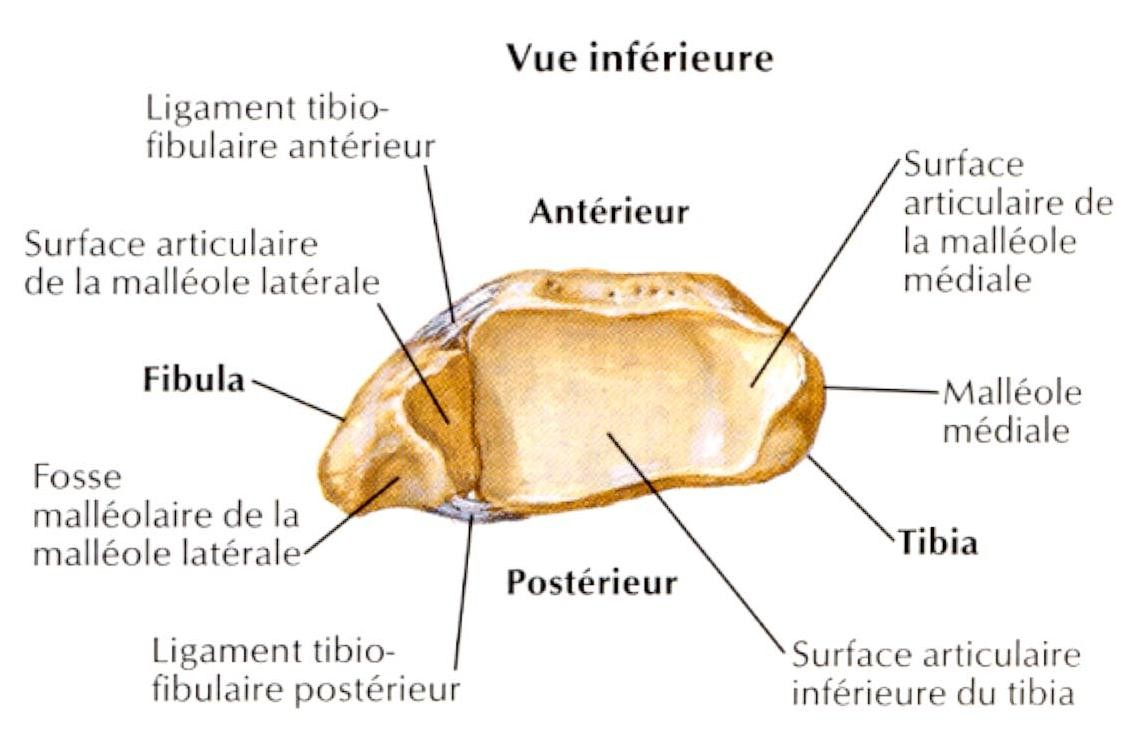 Vue inférieure
Ligament tibio-
fibulaire antérieur
Surface
articulaire de
la malléole
médiale
Antérieur
Surface articulaire
de la malléole latérale
Fibula
Malléole
médiale
Fosse
malléolaire de la
malléole latérale
Tibia
Postérieur
Ligament tibio-
fibulaire postérieur
Surface articulaire
inférieure du tibia